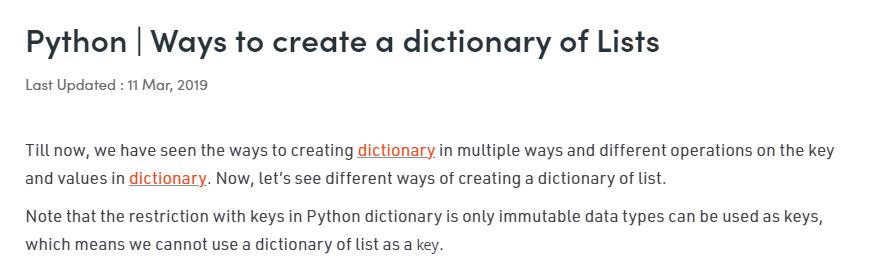 Python | Ways to create a dictionary of Lists
Last Updated : 11 Mar, 2019
Till now, we have seen the ways to creating dictionary in multiple ways and different operations on the key
and values in dictionary. Now, let’s see different ways of creating a dictionary of list.
Note that the restriction with keys in Python dictionary is only immutable data types can be used as keys,
which means we cannot use a dictionary of list as a key.